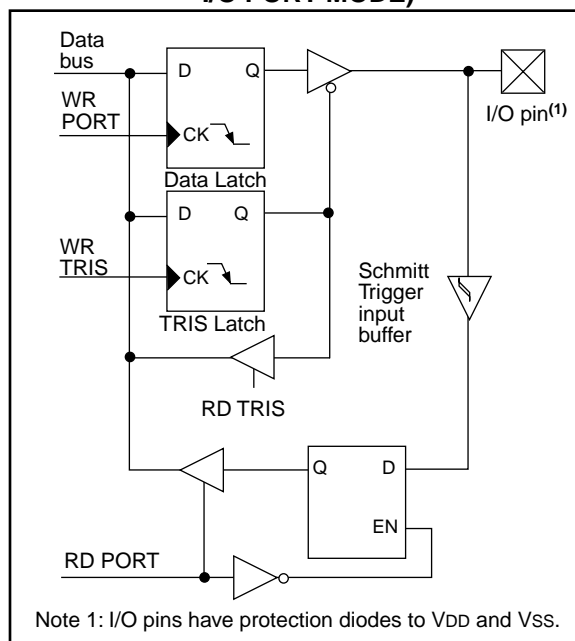 I/O PORT MODE)
Data
bus
D Q
WR
PORT
CK
I/O pin(1)
Data Latch
D Q
WR
TRIS
CK
TRIS Latch
Schmitt
Trigger
input
buffer
RD TRIS
Q D
EN
RD PORT
Note 1: I/O pins have protection diodes to VDD and VSS.